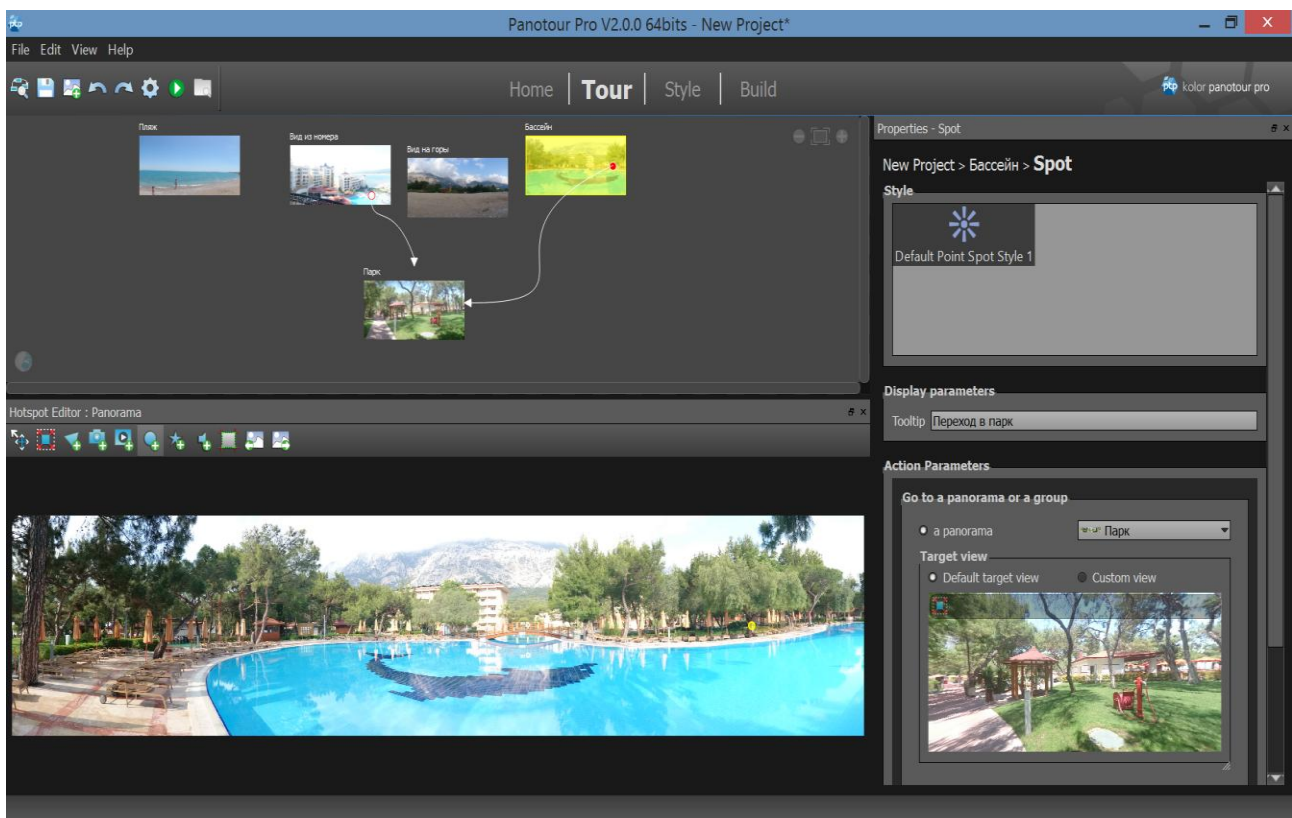 Panotour Pro V2.0.0 64bits - New Project*
File Edit View Help
Home Tour Style Build
kolor panotour pro
Пляж
Вид из номера
Вид на горы
Бассейн
Парк
Properties - Spot
New Project > Бассейн > Spot
Style
Default Point Spot Style 1
Display parameters
Tooltip Переход в парк
Action Parameters
Go to a panorama or a group
a panorama Парк
Target view
Default target view Custom view
Hotspot Editor : Panorama